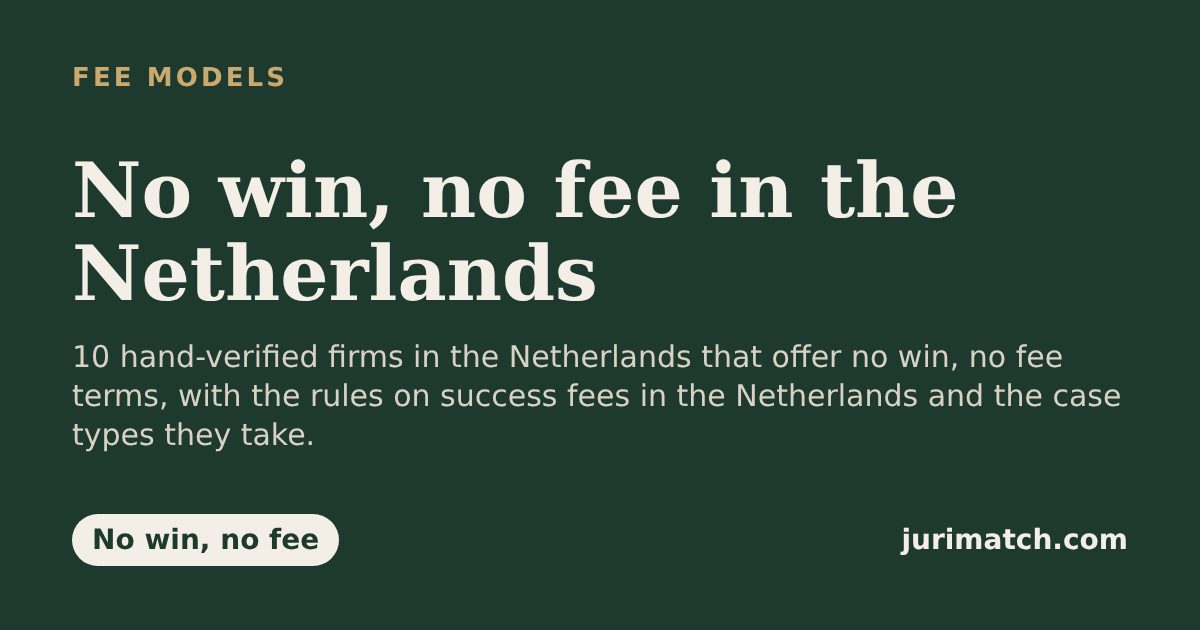 FEE MODELS
No win, no fee in the
Netherlands
10 hand-verified firms in the Netherlands that offer no win, no fee
terms, with the rules on success fees in the Netherlands and the case
types they take.
No win, no fee
jurimatch.com